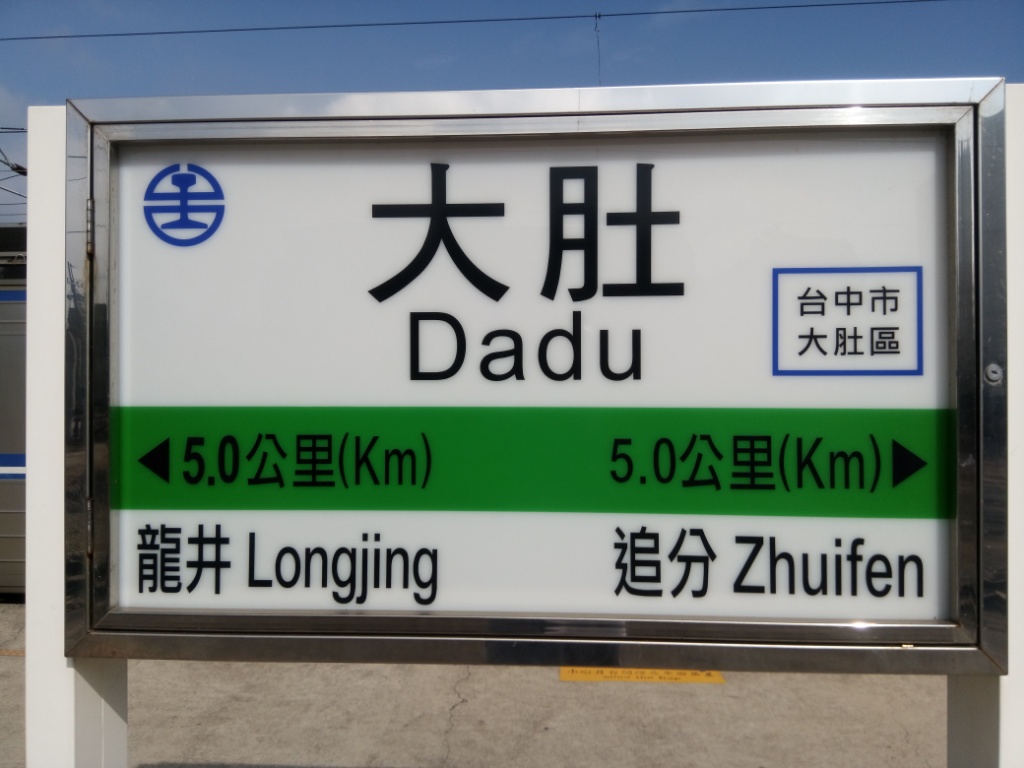 大肚
Dadu
台中市
大肚區
◀5.0公里(Km)
5.0公里(Km)▶
龍井 Longjing
追分 Zhuifen